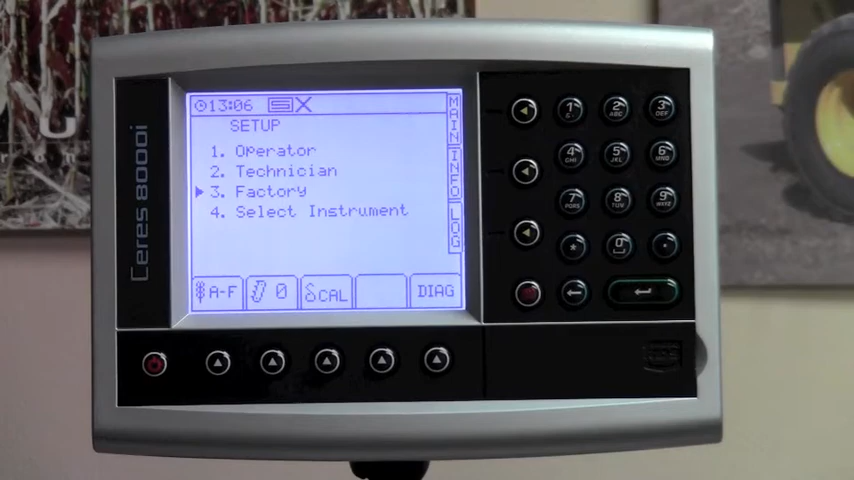 Ceres 8000i
13:06
SETUP
1. Operator
2. Technician
3. Factory
4. Select Instrument
MAIN
INFO
LOG
A-F
0
CAL
DIAG
1
2 ABC
3 DEF
4 GHI
5 JKL
6 MNO
7 PQRS
8 TUV
9 WXYZ
*
0
.